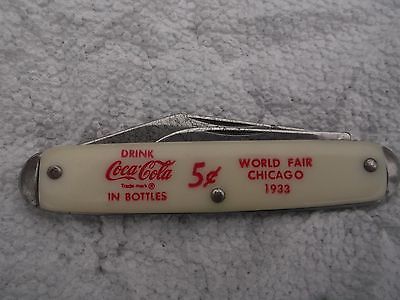 DRINK
Coca-Cola
Trade mark ®
IN BOTTLES
5¢
WORLD FAIR
CHICAGO
1933